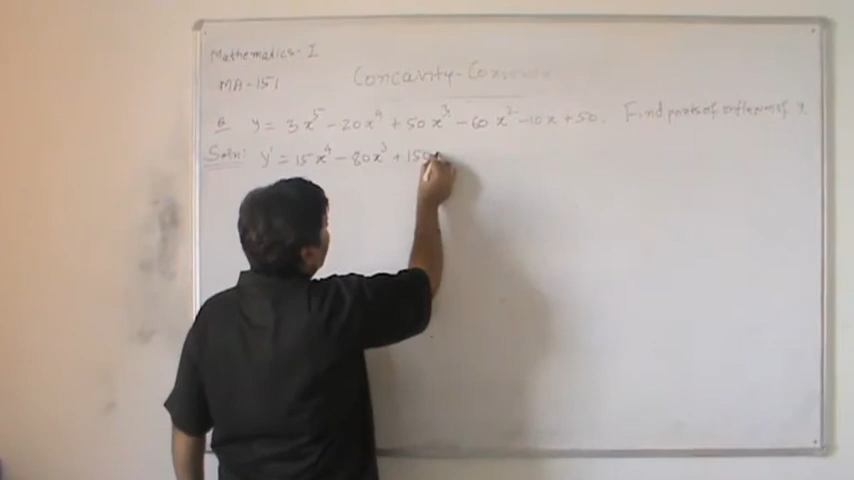 Mathematics-I
MA-151
Concavity-Convex
Q y = 3x⁵ - 20x⁴ + 50x³ - 60x² - 10x + 50. Find points of inflexion of y.
Soln: y' = 15x⁴ - 80x³ + 150